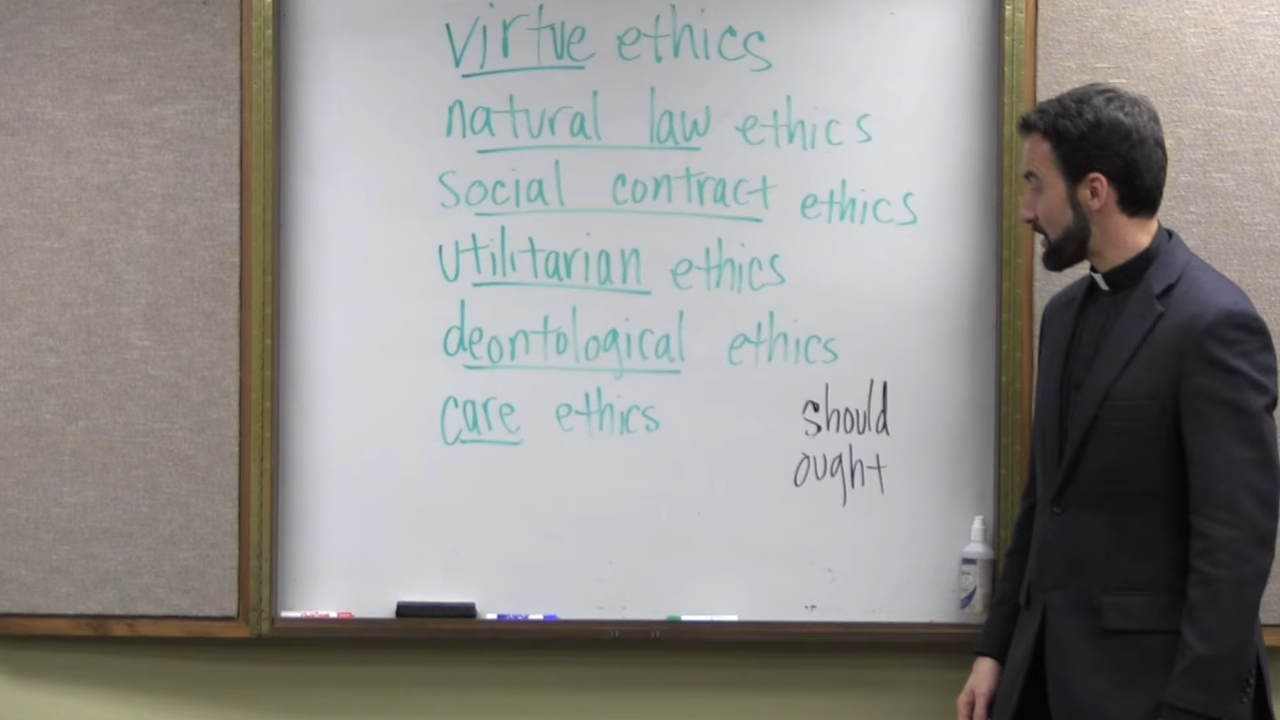 virtue ethics
natural law ethics
social contract ethics
utilitarian ethics
deontological ethics
care ethics
should
ought